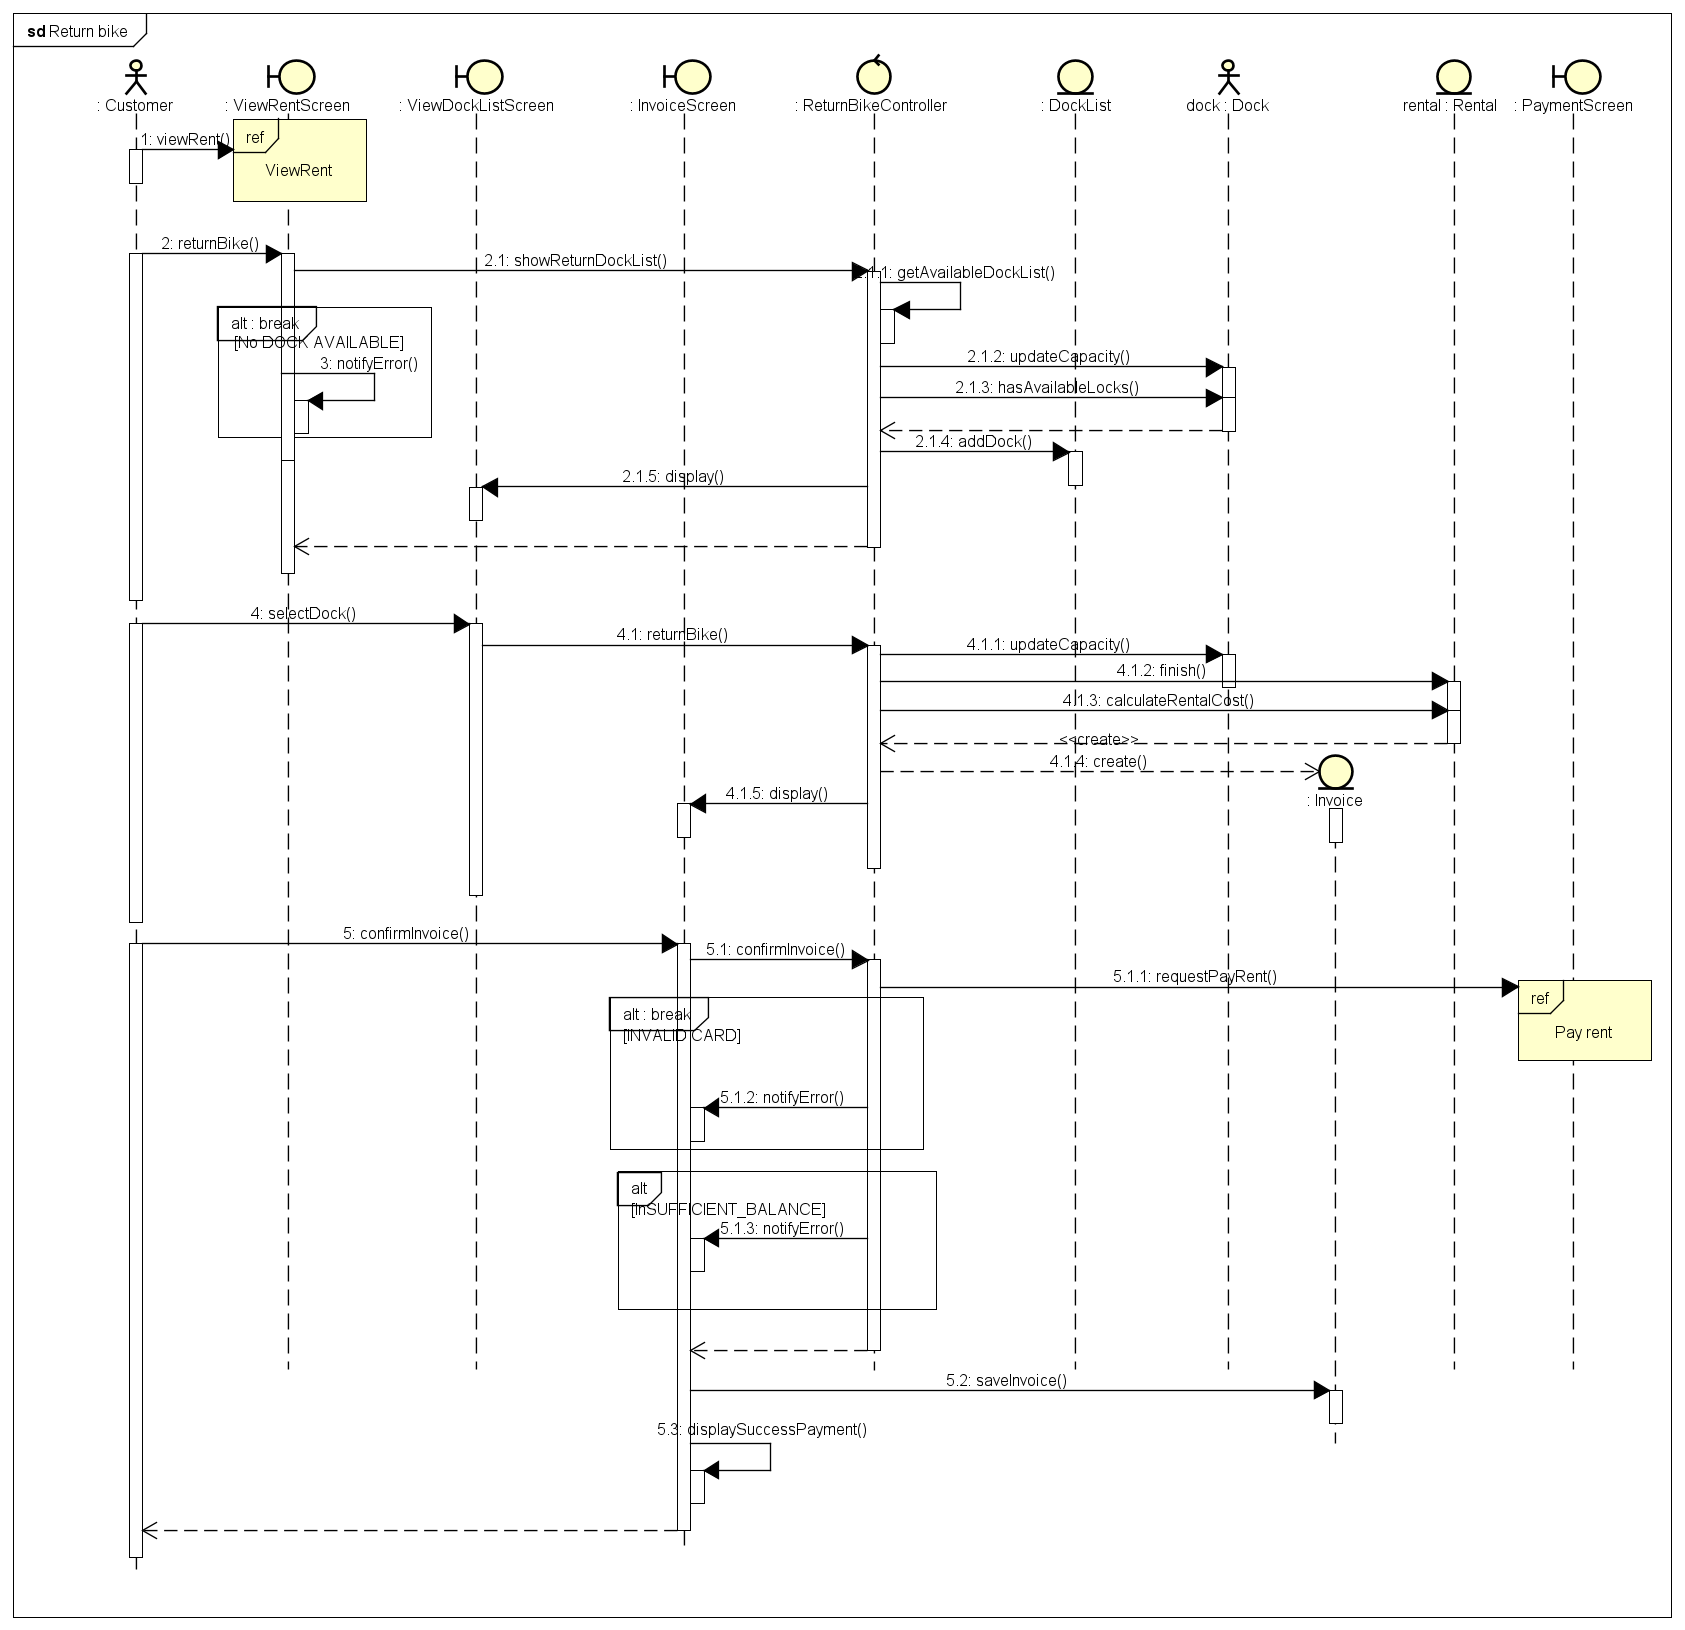 sd Return bike
: Customer
: ViewRentScreen
: ViewDockListScreen
: InvoiceScreen
: ReturnBikeController
: DockList
dock : Dock
rental : Rental
: PaymentScreen
1: viewRent()
ref
ViewRent
2: returnBike()
2.1: showReturnDockList()
2.1.1: getAvailableDockList()
alt : break
[No DOCK AVAILABLE]
3: notifyError()
2.1.2: updateCapacity()
2.1.3: hasAvailableLocks()
2.1.4: addDock()
2.1.5: display()
4: selectDock()
4.1: returnBike()
4.1.1: updateCapacity()
4.1.2: finish()
4.1.3: calculateRentalCost()
<<create>>
4.1.4: create()
4.1.5: display()
: Invoice
5: confirmInvoice()
5.1: confirmInvoice()
5.1.1: requestPayRent()
ref
Pay rent
alt : break
[INVALID CARD]
5.1.2: notifyError()
alt
[InSUFFICIENT_BALANCE]
5.1.3: notifyError()
5.2: saveInvoice()
5.3: displaySuccessPayment()